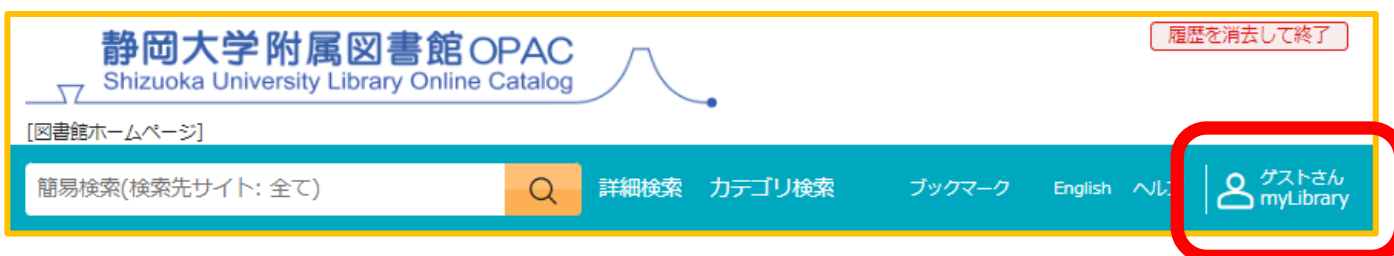 静岡大学附属図書館OPAC
Shizuoka University Library Online Catalog
履歴を消去して終了
[図書館ホームページ]
簡易検索(検索先サイト: 全て)
詳細検索 カテゴリ検索 ブックマーク English ヘル
ゲストさん
myLibrary